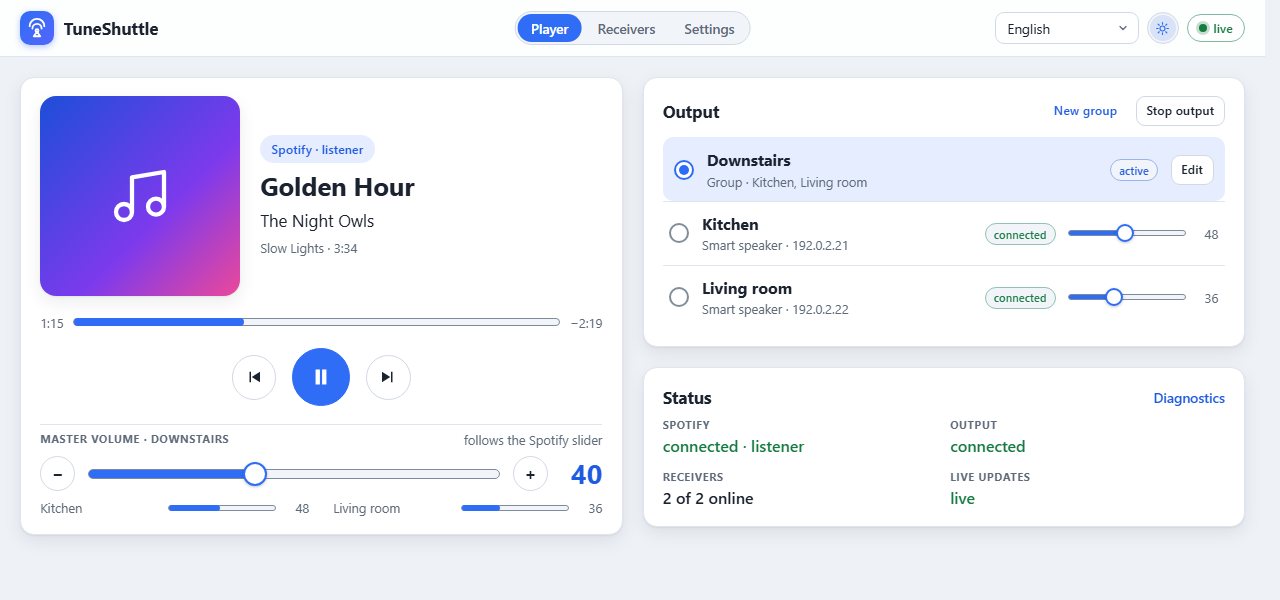 TuneShuttle
Player
Receivers
Settings
English
live
Spotify · listener
Golden Hour
The Night Owls
Slow Lights · 3:34
1:15
−2:19
MASTER VOLUME · DOWNSTAIRS
follows the Spotify slider
−
+
40
Kitchen
48
Living room
36
Output
New group
Stop output
Downstairs
Group · Kitchen, Living room
active
Edit
Kitchen
Smart speaker · 192.0.2.21
connected
48
Living room
Smart speaker · 192.0.2.22
connected
36
Status
Diagnostics
SPOTIFY
connected · listener
OUTPUT
connected
RECEIVERS
2 of 2 online
LIVE UPDATES
live